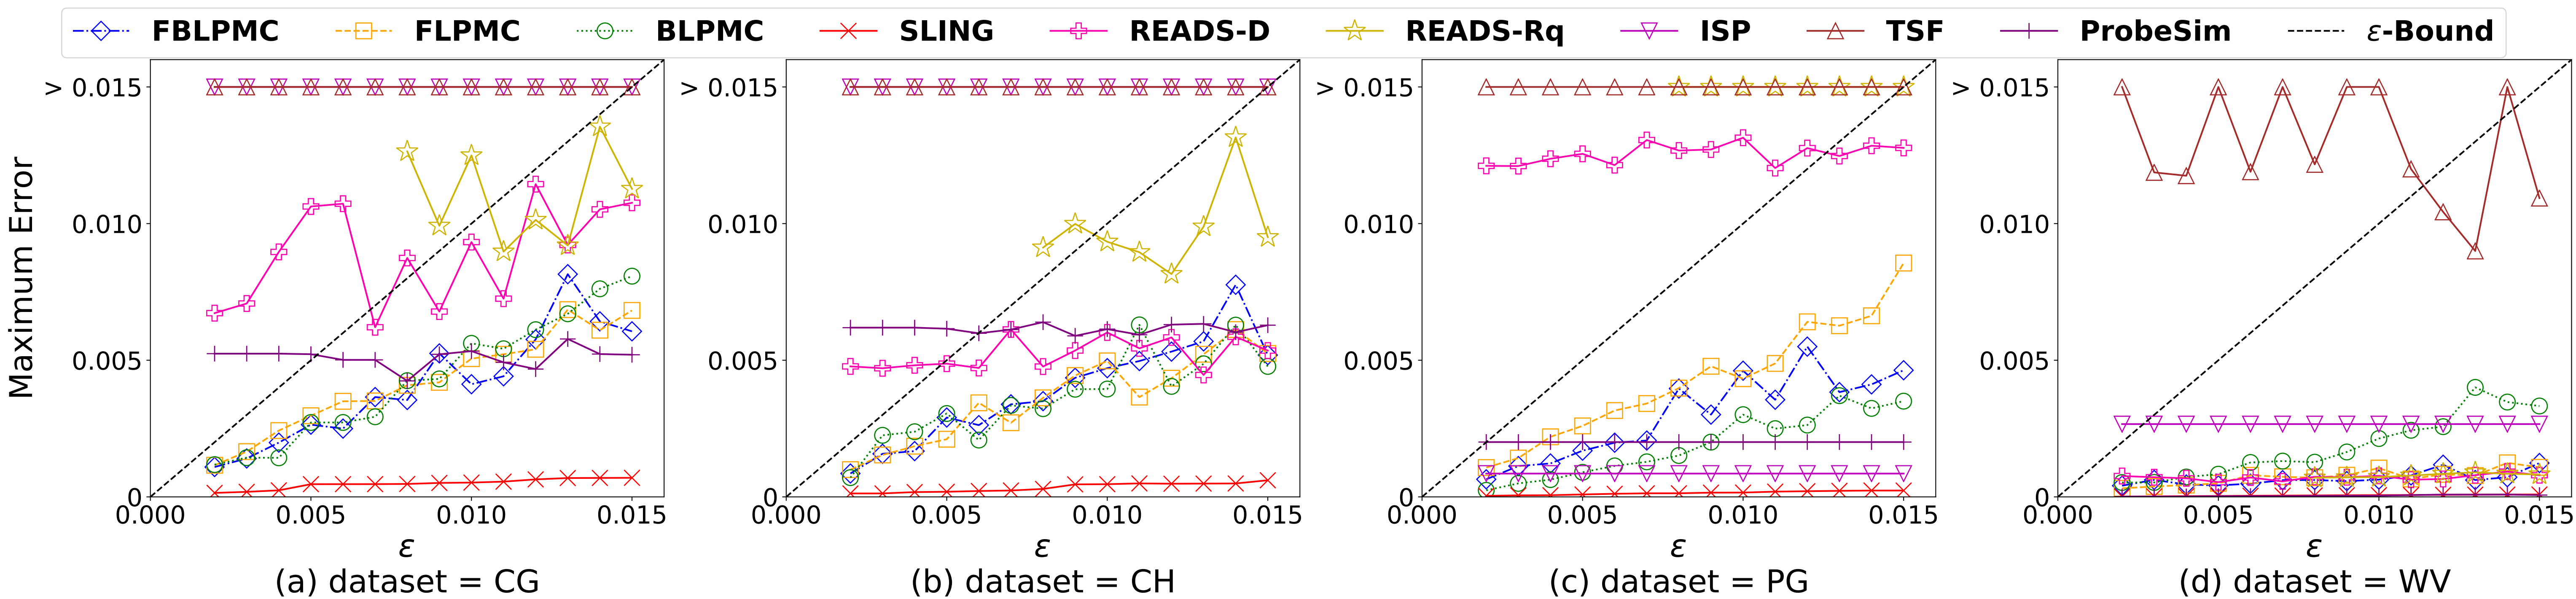 FBLPMC FLPMC BLPMC SLING READS-D READS-Rq ISP TSF ProbeSim ε-Bound
Maximum Error
> 0.015
0.010
0.005
0
0.000 0.005 0.010 0.015
ε
(a) dataset = CG
> 0.015
0.010
0.005
0
0.000 0.005 0.010 0.015
ε
(b) dataset = CH
> 0.015
0.010
0.005
0
0.000 0.005 0.010 0.015
ε
(c) dataset = PG
> 0.015
0.010
0.005
0
0.000 0.005 0.010 0.015
ε
(d) dataset = WV